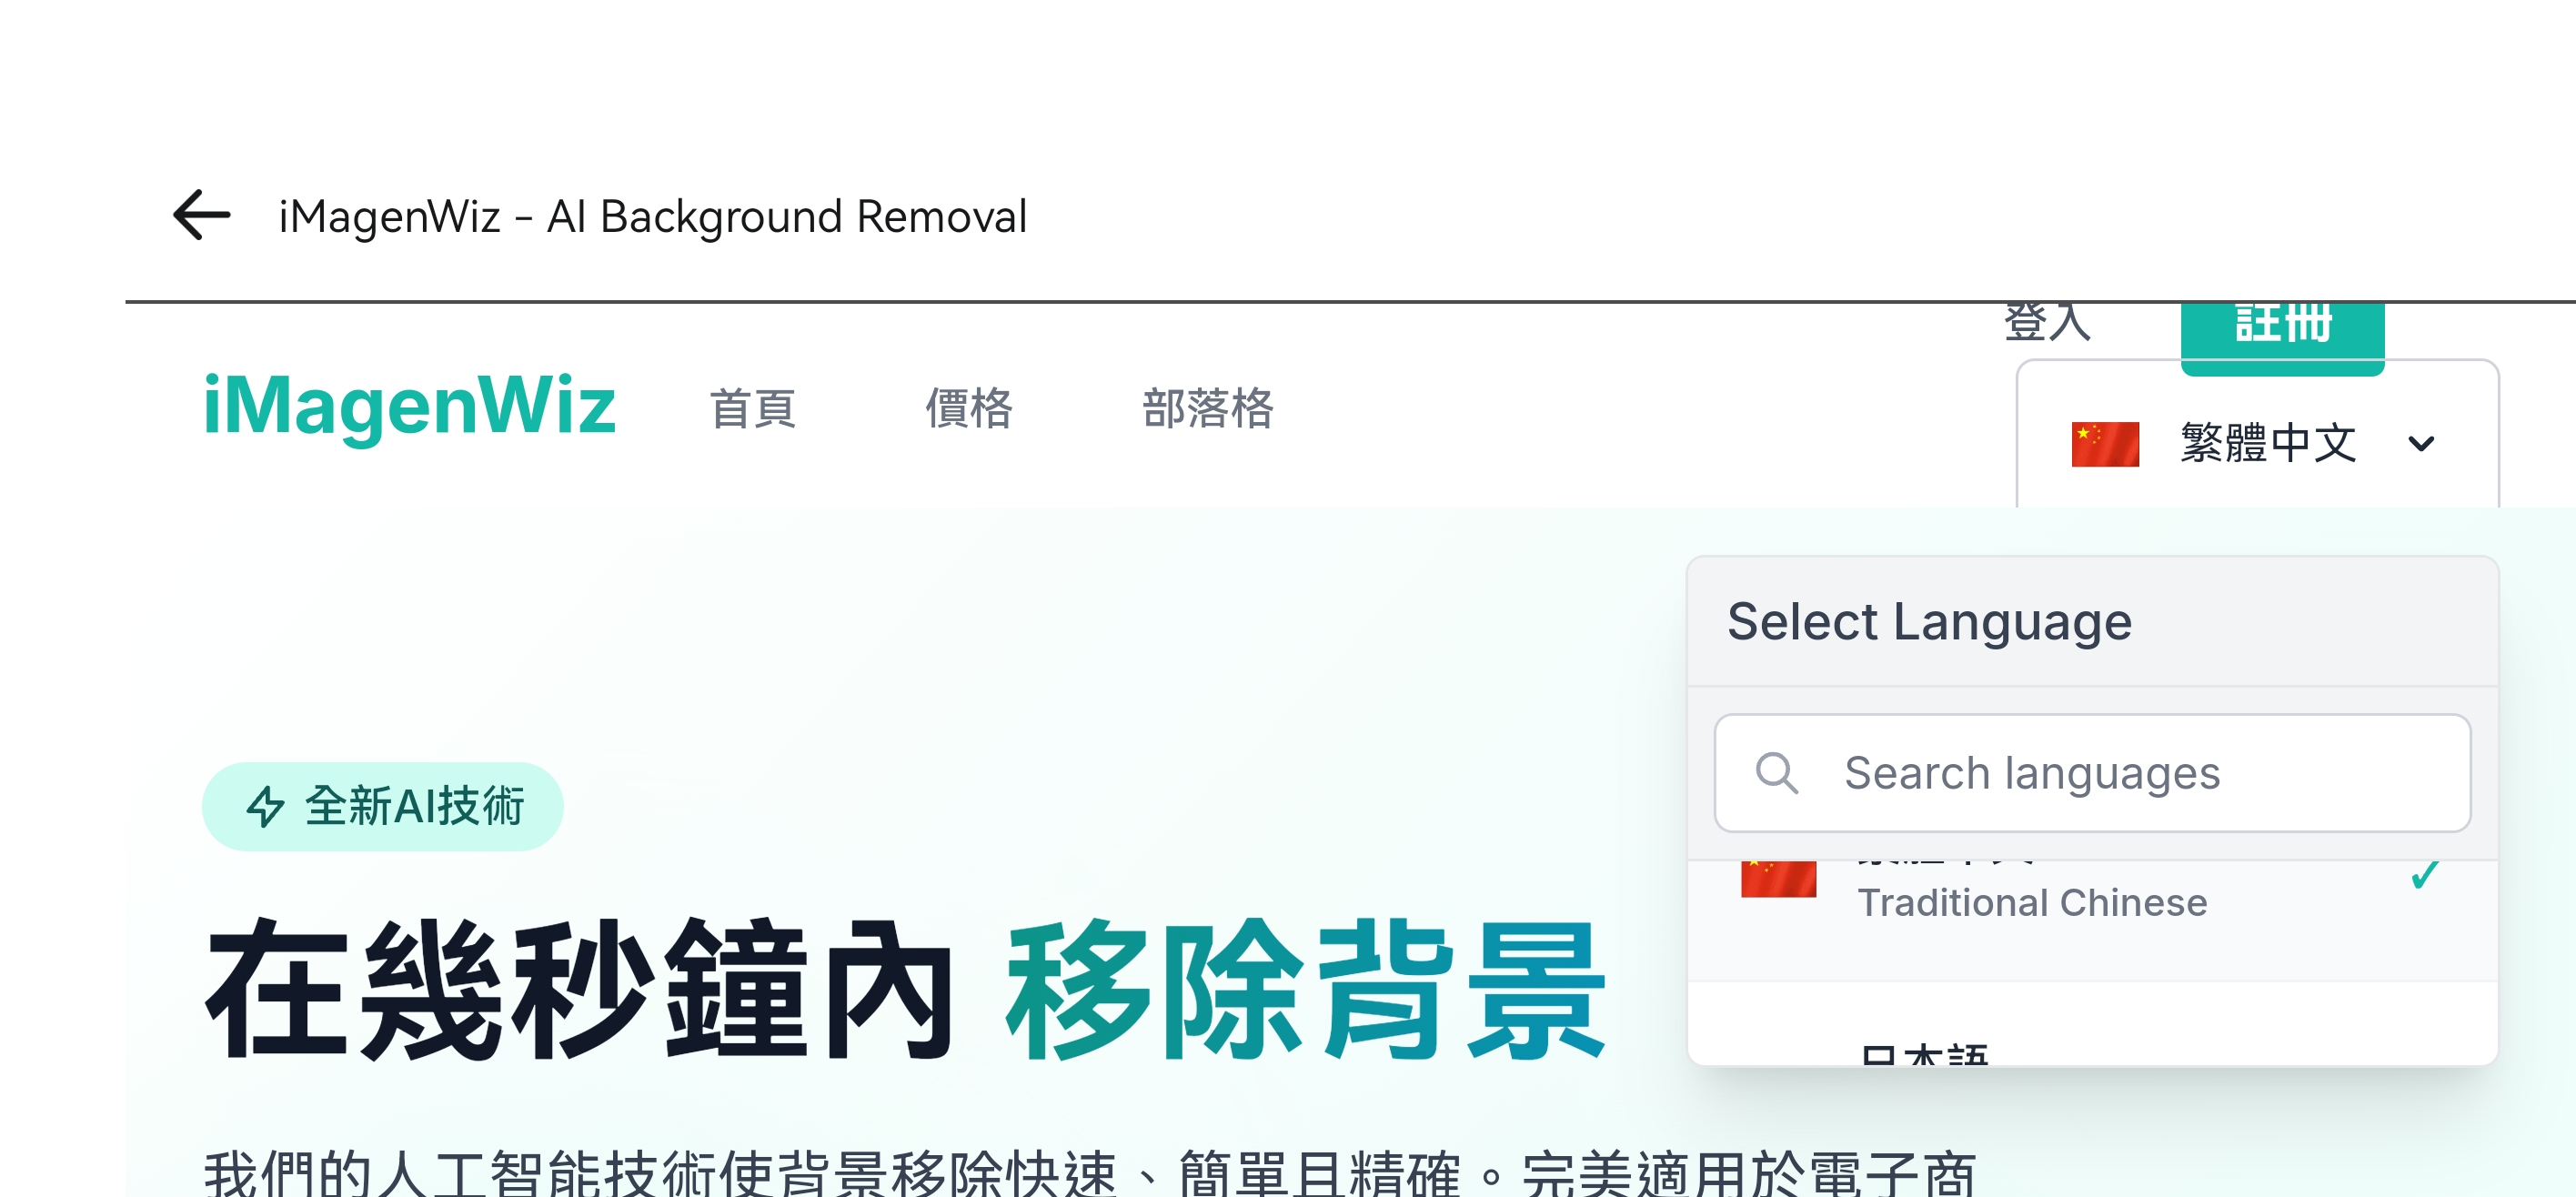 iMagenWiz - AI Background Removal
登入
註冊
iMagenWiz
首頁
價格
部落格
繁體中文
Select Language
Search languages
Traditional Chinese
日本語
全新AI技術
在幾秒鐘內 移除背景
我們的人工智能技術使背景移除快速、簡單且精確。完美適用於電子商